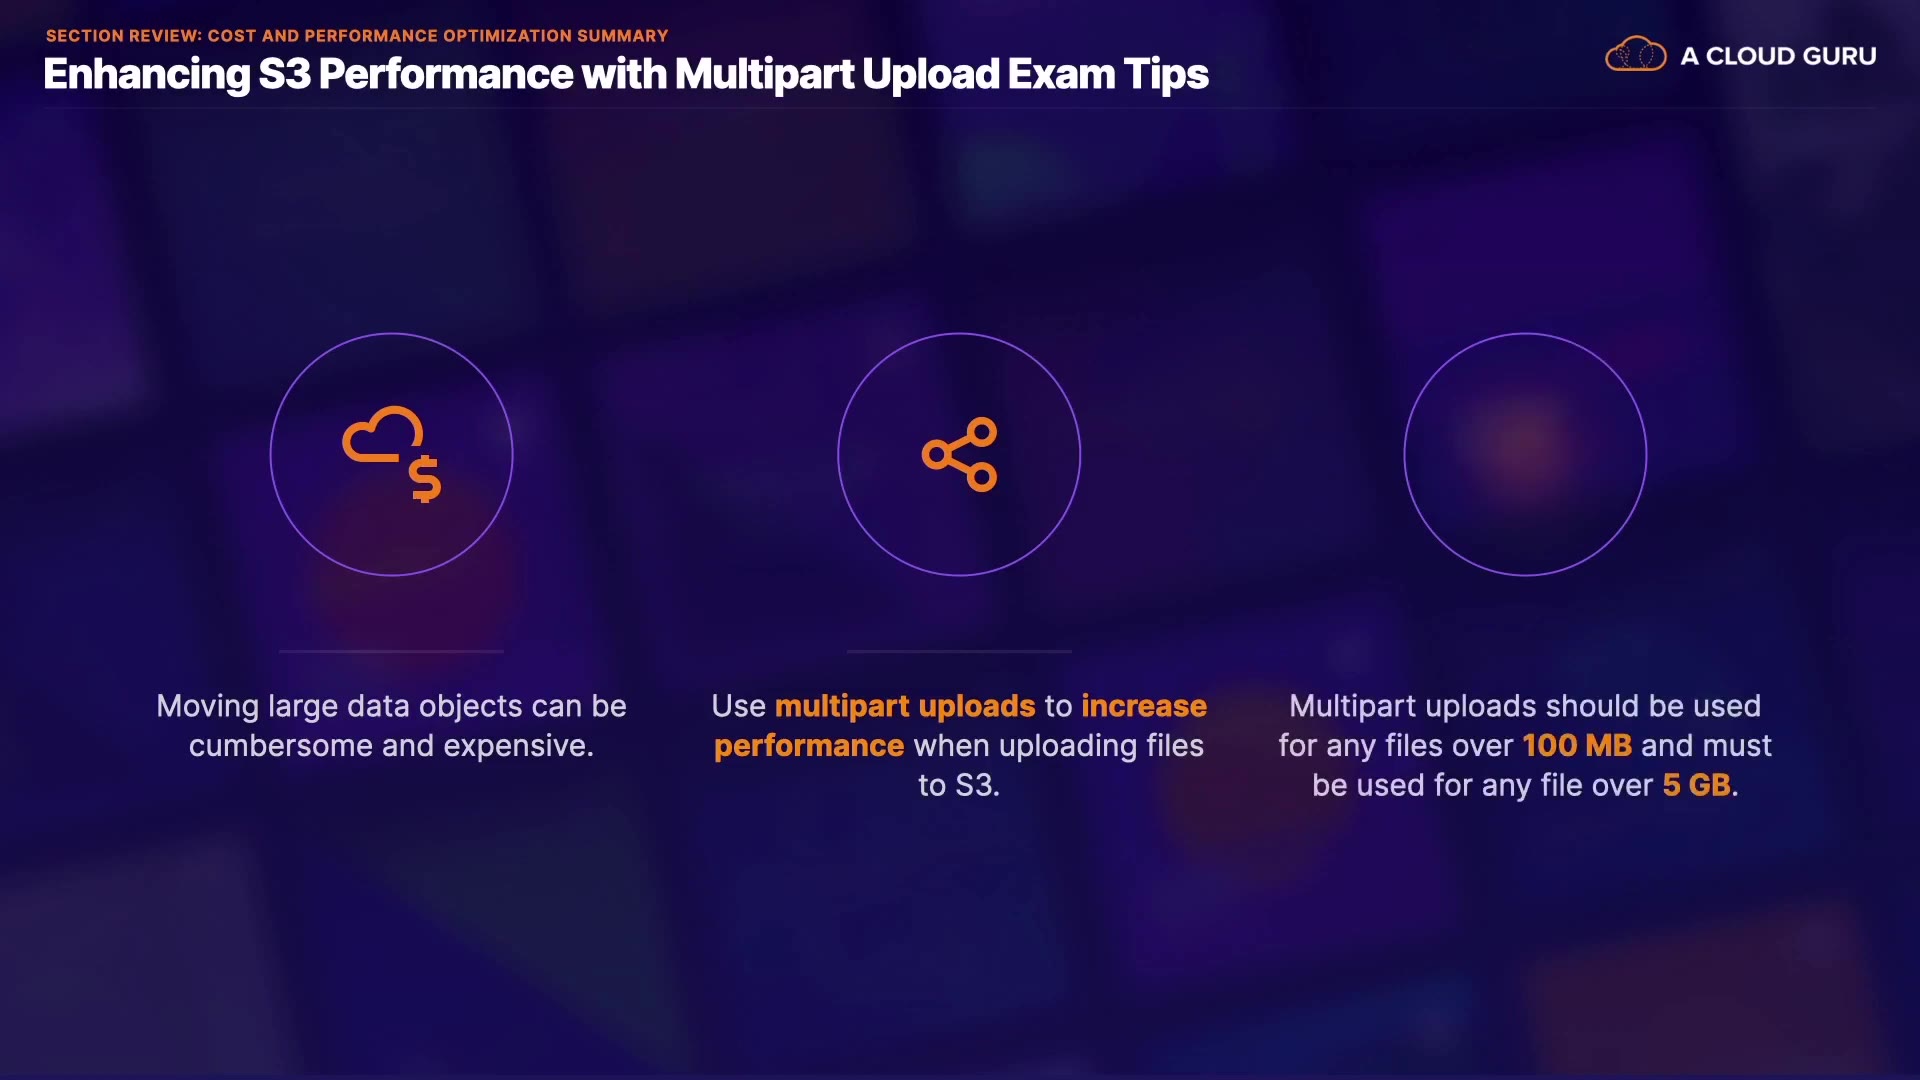 SECTION REVIEW: COST AND PERFORMANCE OPTIMIZATION SUMMARY
Enhancing S3 Performance with Multipart Upload Exam Tips
A CLOUD GURU
$
Moving large data objects can be
cumbersome and expensive.
Use multipart uploads to increase
performance when uploading files
to S3.
Multipart uploads should be used
for any files over 100 MB and must
be used for any file over 5 GB.